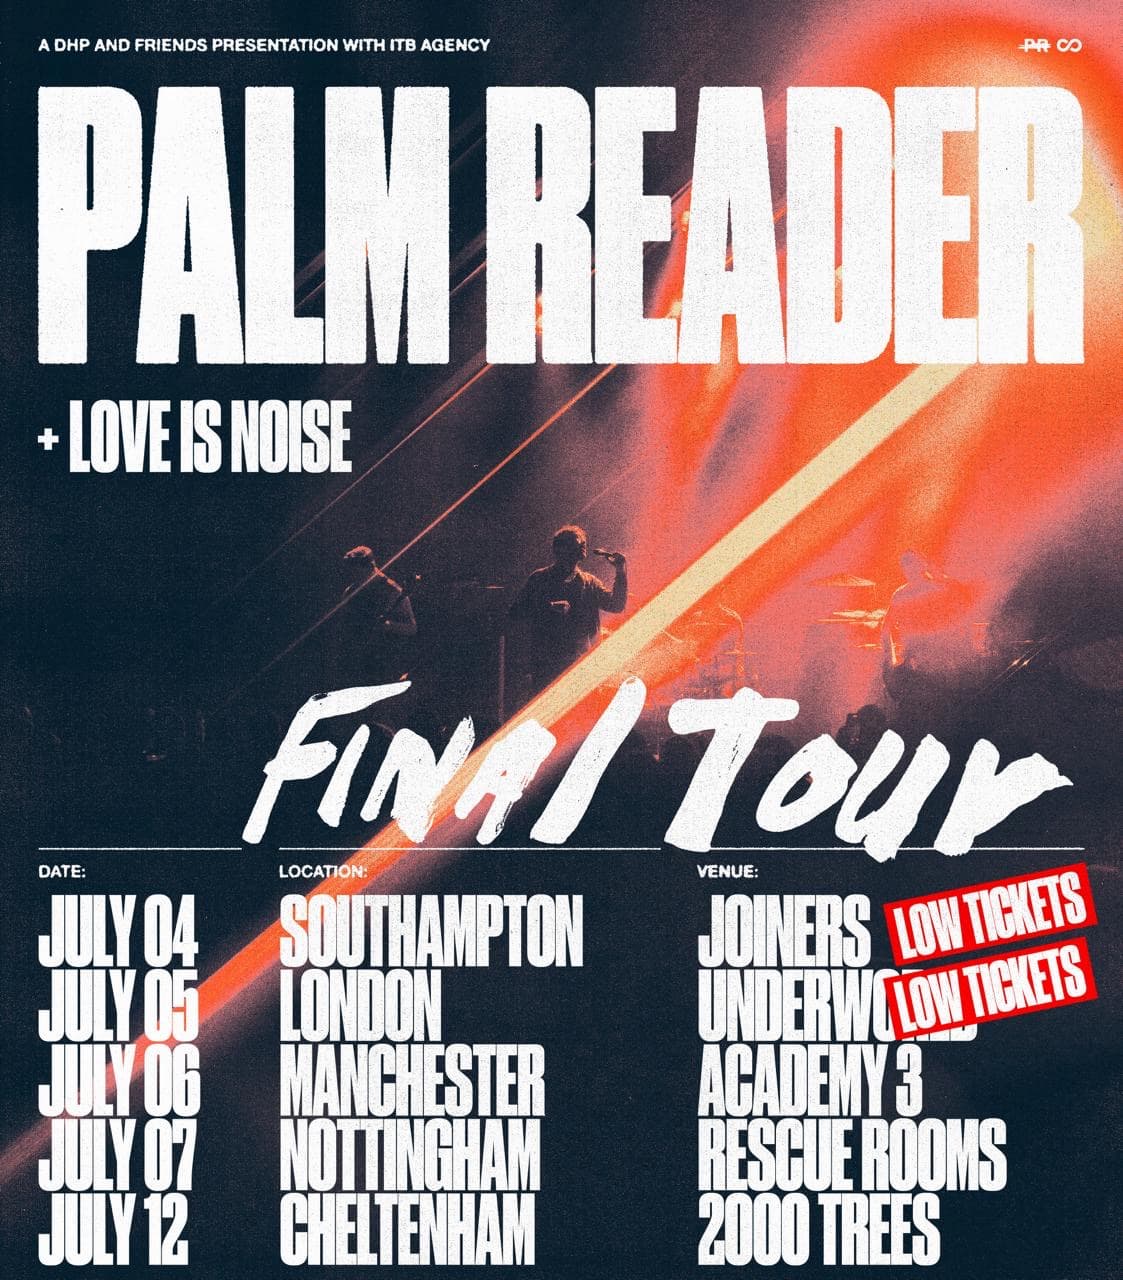 A DHP AND FRIENDS PRESENTATION WITH ITB AGENCY
PR
PALM READER
+ LOVE IS NOISE
FINAL TOUR
DATE: LOCATION: VENUE:
JULY 04 SOUTHAMPTON JOINERS LOW TICKETS
JULY 05 LONDON UNDERWORLD LOW TICKETS
JULY 06 MANCHESTER ACADEMY 3
JULY 07 NOTTINGHAM RESCUE ROOMS
JULY 12 CHELTENHAM 2000 TREES